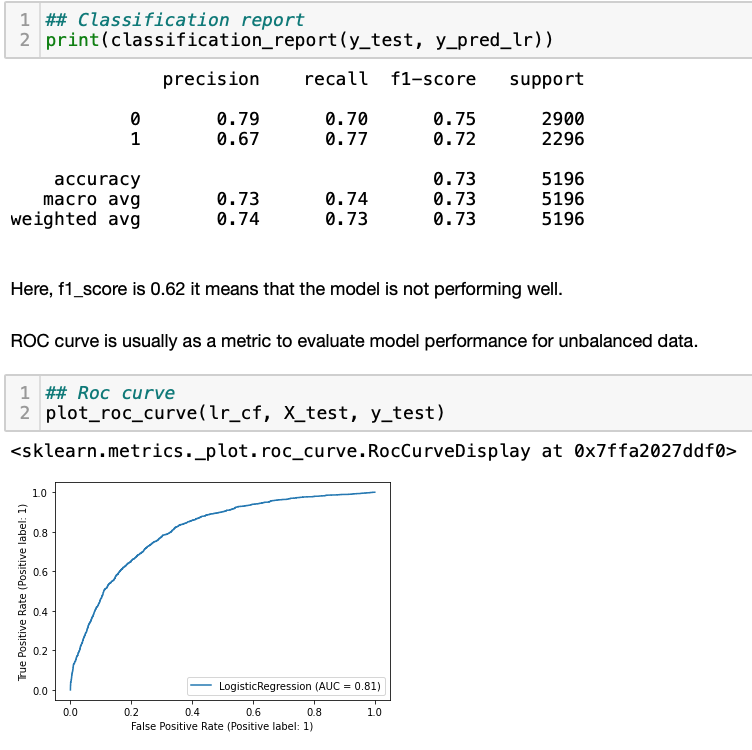 1 ## Classification report
2 print(classification_report(y_test, y_pred_lr))
precision recall f1-score support
0 0.79 0.70 0.75 2900
1 0.67 0.77 0.72 2296
accuracy 0.73 5196
macro avg 0.73 0.74 0.73 5196
weighted avg 0.74 0.73 0.73 5196
Here, f1_score is 0.62 it means that the model is not performing well.
ROC curve is usually as a metric to evaluate model performance for unbalanced data.
1 ## Roc curve
2 plot_roc_curve(lr_cf, X_test, y_test)
<sklearn.metrics._plot.roc_curve.RocCurveDisplay at 0x7ffa2027ddf0>
True Positive Rate (Positive label: 1)
1.0
0.8
0.6
0.4
0.2
0.0
LogisticRegression (AUC = 0.81)
0.0 0.2 0.4 0.6 0.8 1.0
False Positive Rate (Positive label: 1)